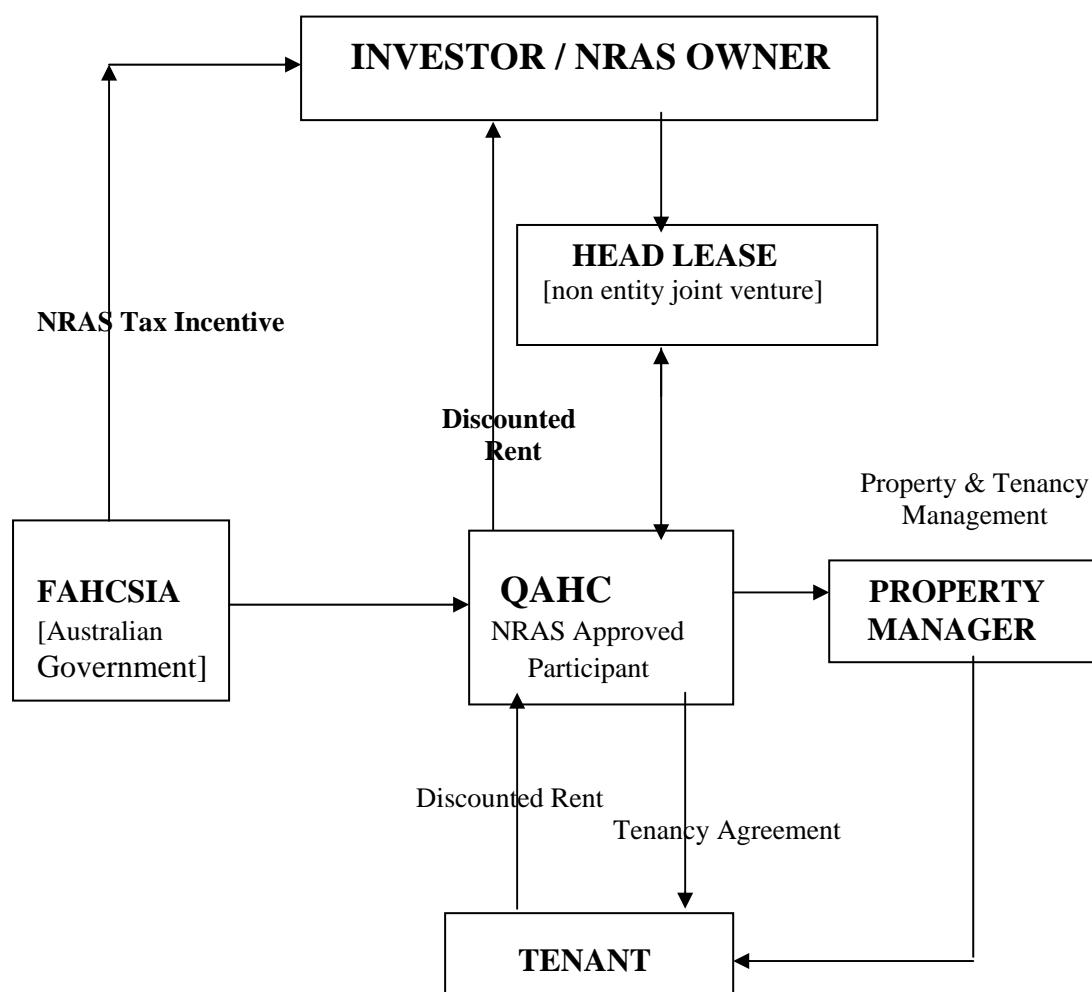 INVESTOR / NRAS OWNER
HEAD LEASE
[non entity joint venture]
NRAS Tax Incentive
Discounted
Rent
Property & Tenancy
Management
FAHCSIA
[Australian
Government]
QAHC
NRAS Approved
Participant
PROPERTY
MANAGER
Discounted Rent
Tenancy Agreement
TENANT